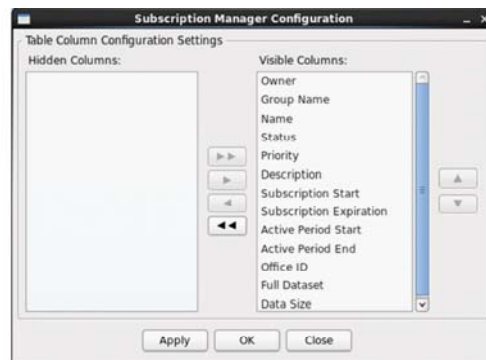 Subscription Manager Configuration
Table Column Configuration Settings
Hidden Columns:
Visible Columns:
Owner
Group Name
Name
Status
Priority
Description
Subscription Start
Subscription Expiration
Active Period Start
Active Period End
Office ID
Full Dataset
Data Size
Apply
OK
Close